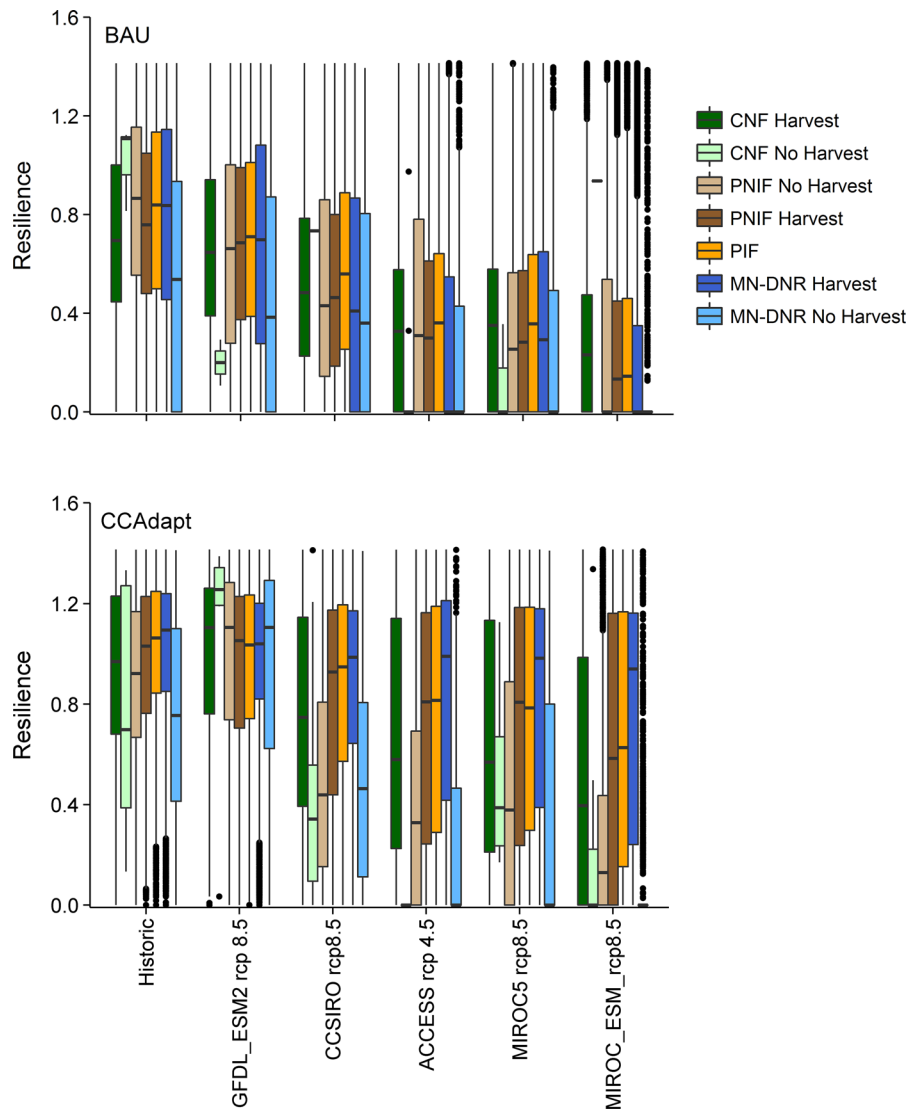 BAU
Resilience
1.6
1.2
0.8
0.4
0.0
CNF Harvest
CNF No Harvest
PNIF No Harvest
PNIF Harvest
PIF
MN-DNR Harvest
MN-DNR No Harvest
CCAdapt
Resilience
1.6
1.2
0.8
0.4
0.0
Historic
GFDL_ESM2 rcp 8.5
CCSIRO rcp8.5
ACCESS rcp 4.5
MIROC5 rcp8.5
MIROC_ESM_rcp8.5